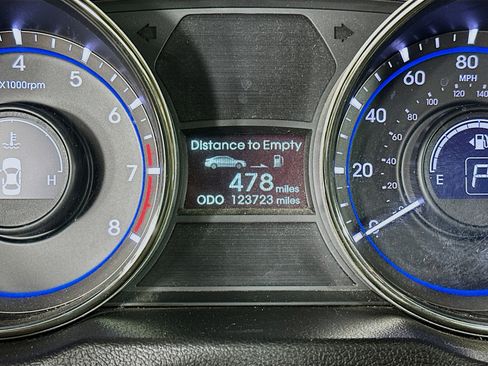 4
5
6
7
8
X1000rpm
H
Distance to Empty
478 miles
ODO 123723 miles
0
20
40
60
80
MPH
100
120
140
E
P